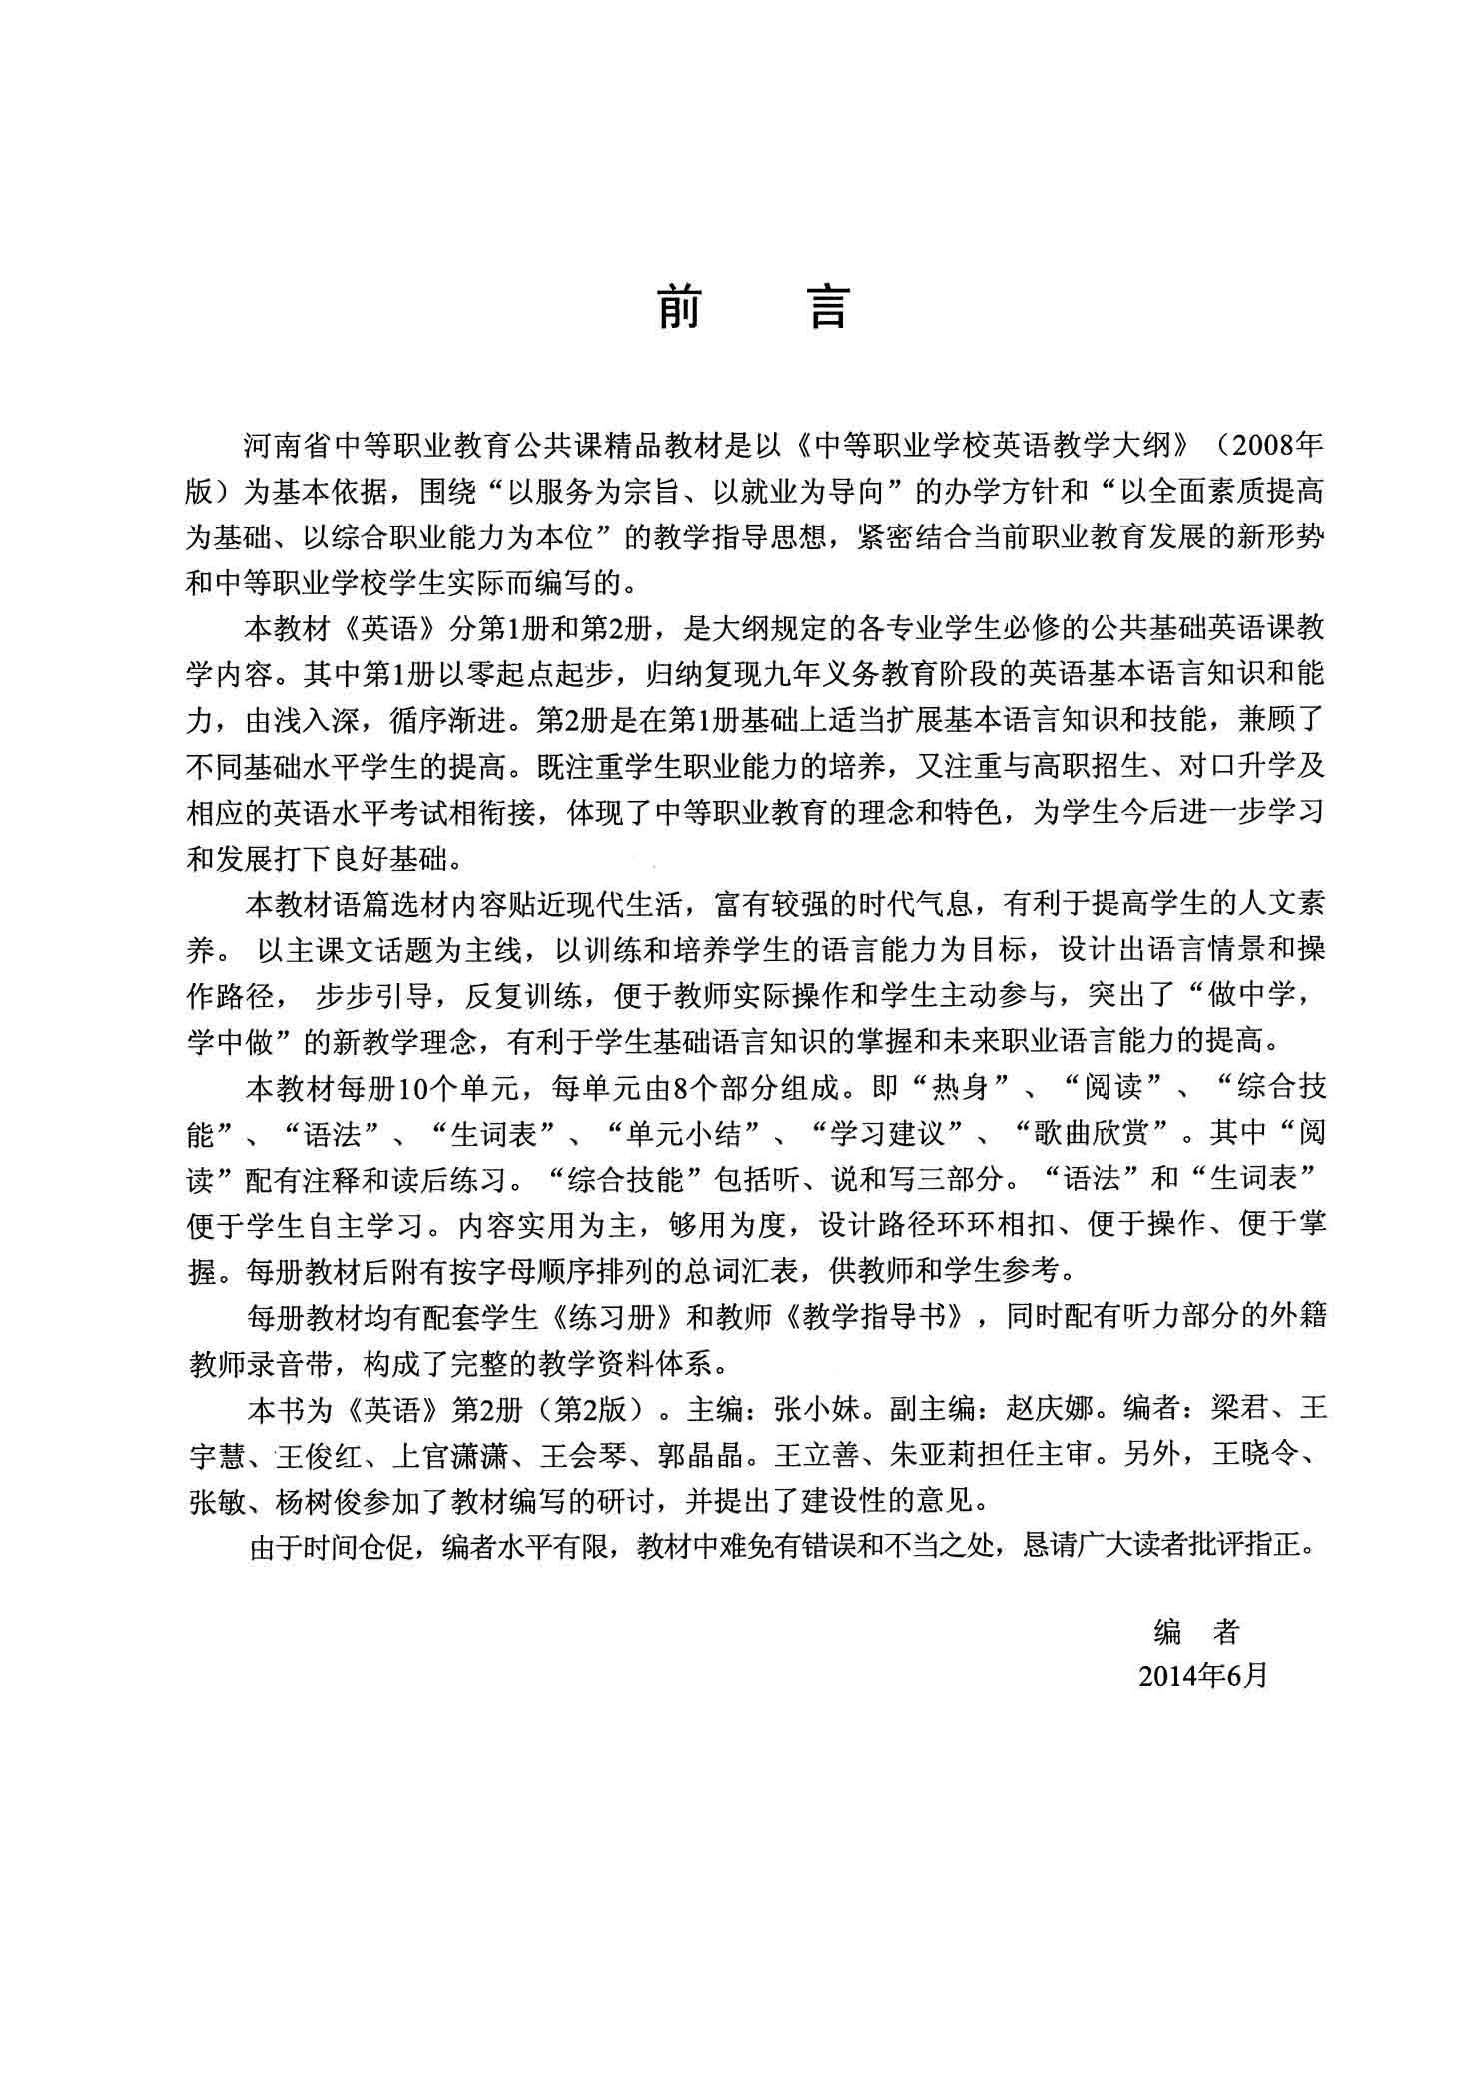 前 言
河南省中等职业教育公共课精品教材是以《中等职业学校英语教学大纲》（2008年
版）为基本依据，围绕“以服务为宗旨、以就业为导向”的办学方针和“以全面素质提高
为基础、以综合职业能力为本位”的教学指导思想，紧密结合当前职业教育发展的新形势
和中等职业学校学生实际而编写的。
本教材《英语》分第1册和第2册，是大纲规定的各专业学生必修的公共基础英语课教
学内容。其中第1册以零起点起步，归纳复现九年义务教育阶段的英语基本语言知识和能
力，由浅入深，循序渐进。第2册是在第1册基础上适当扩展基本语言知识和技能，兼顾了
不同基础水平学生的提高。既注重学生职业能力的培养，又注重与高职招生、对口升学及
相应的英语水平考试相衔接，体现了中等职业教育的理念和特色，为学生今后进一步学习
和发展打下良好基础。
本教材语篇选材内容贴近现代生活，富有较强的时代气息，有利于提高学生的人文素
养。 以主课文话题为主线，以训练和培养学生的语言能力为目标，设计出语言情景和操
作路径， 步步引导，反复训练，便于教师实际操作和学生主动参与，突出了“做中学，
学中做”的新教学理念，有利于学生基础语言知识的掌握和未来职业语言能力的提高。
本教材每册10个单元，每单元由8个部分组成。即“热身”、“阅读”、“综合技
能”、“语法”、“生词表”、“单元小结”、“学习建议”、“歌曲欣赏”。其中“阅
读”配有注释和读后练习。“综合技能”包括听、说和写三部分。“语法”和“生词表”
便于学生自主学习。内容实用为主，够用为度，设计路径环环相扣、便于操作、便于掌
握。每册教材后附有按字母顺序排列的总词汇表，供教师和学生参考。
每册教材均有配套学生《练习册》和教师《教学指导书》，同时配有听力部分的外籍
教师录音带，构成了完整的教学资料体系。
本书为《英语》第2册（第2版）。主编：张小妹。副主编：赵庆娜。编者：梁君、王
宇慧、王俊红、上官潇潇、王会琴、郭晶晶。王立善、朱亚莉担任主审。另外，王晓令、
张敏、杨树俊参加了教材编写的研讨，并提出了建设性的意见。
由于时间仓促，编者水平有限，教材中难免有错误和不当之处，恳请广大读者批评指正。
编 者
2014年6月